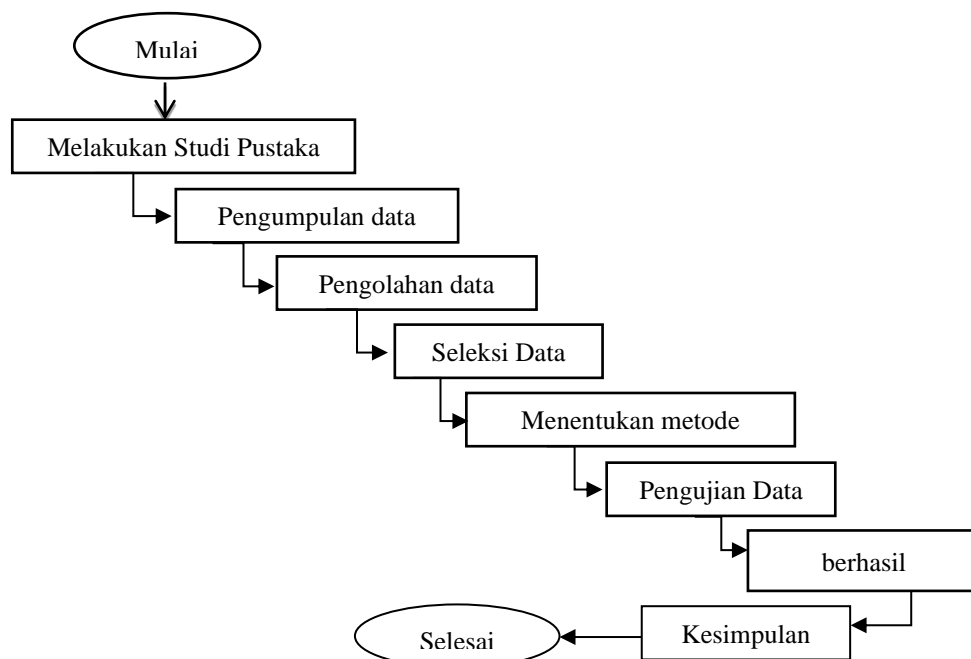 Mulai
Melakukan Studi Pustaka
Pengumpulan data
Pengolahan data
Seleksi Data
Menentukan metode
Pengujian Data
berhasil
Kesimpulan
Selesai